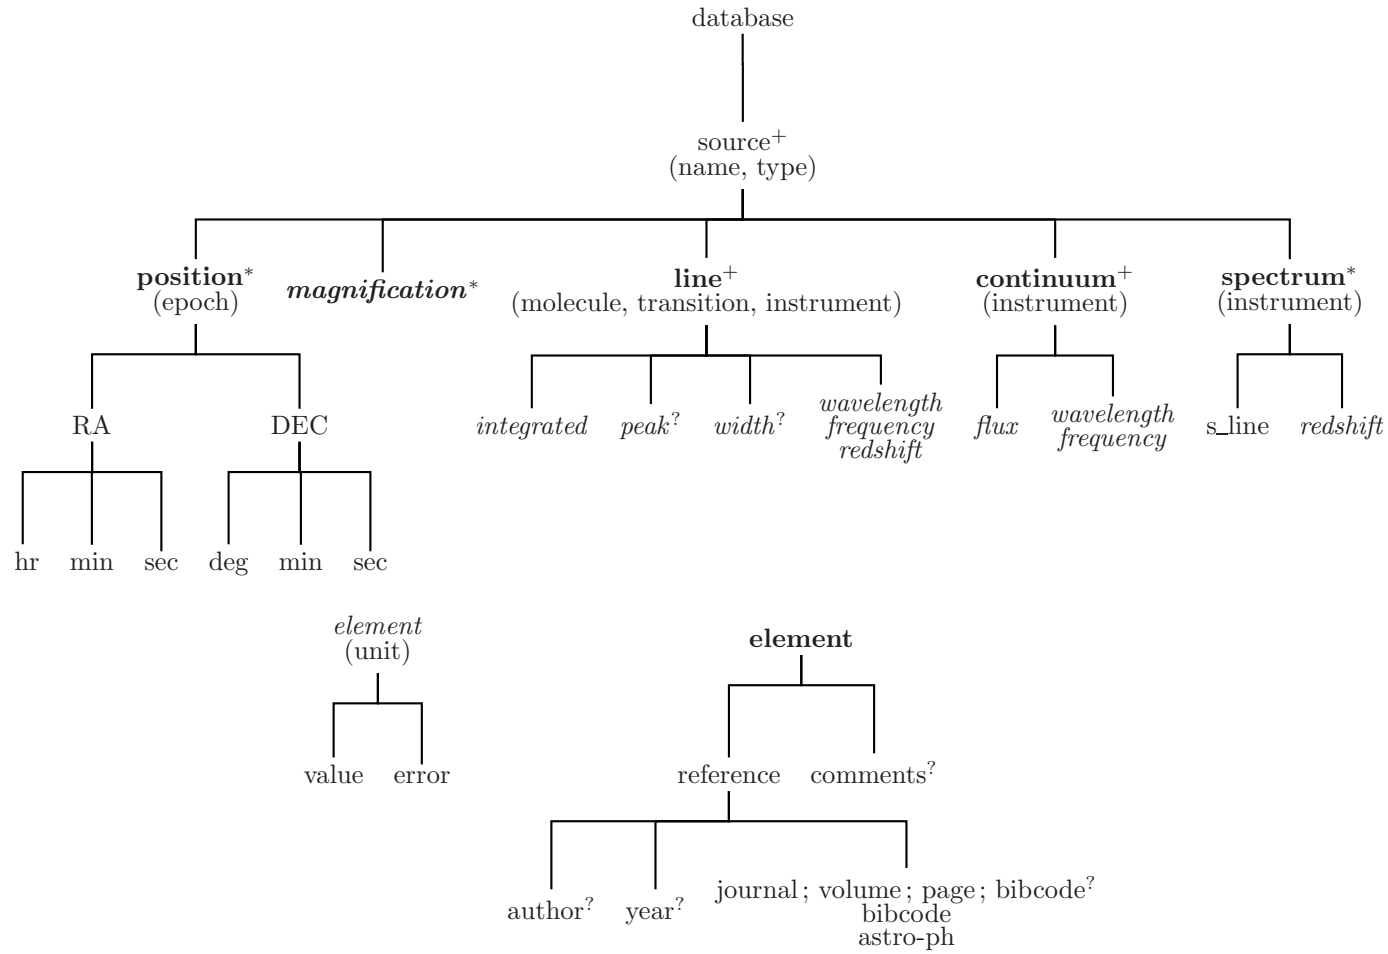 database
source+
(name, type)
position*
(epoch)
magnification*
line+
(molecule, transition, instrument)
continuum+
(instrument)
spectrum*
(instrument)
RA
DEC
integrated
peak?
width?
wavelength
frequency
redshift
flux
wavelength
frequency
s_line
redshift
hr
min
sec
deg
min
sec
element
(unit)
value
error
element
reference
comments?
author?
year?
journal; volume; page; bibcode?
bibcode
astro-ph